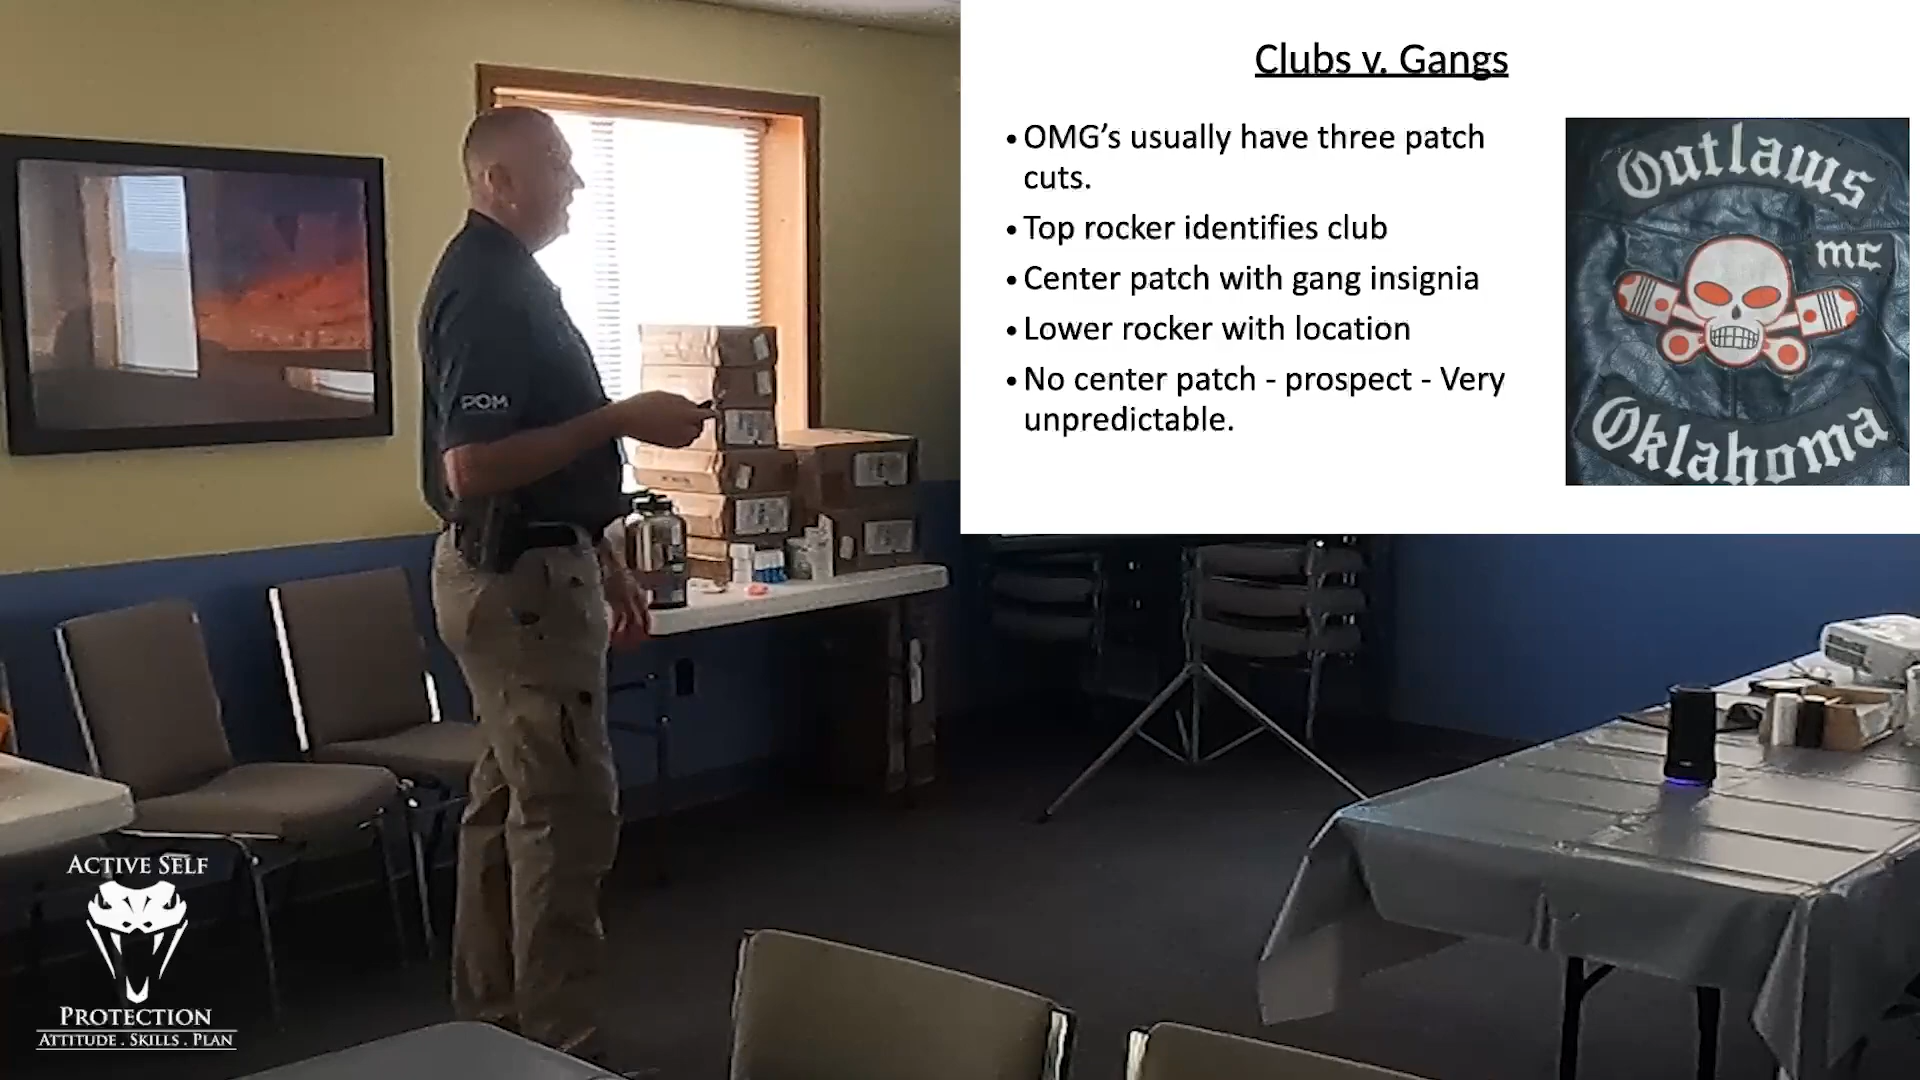 Clubs v. Gangs
•OMG's usually have three patch
cuts.
•Top rocker identifies club
•Center patch with gang insignia
•Lower rocker with location
•No center patch - prospect - Very
unpredictable.
Outlaws
mc
Oklahoma
POM
ACTIVE SELF
PROTECTION
ATTITUDE . SKILLS . PLAN